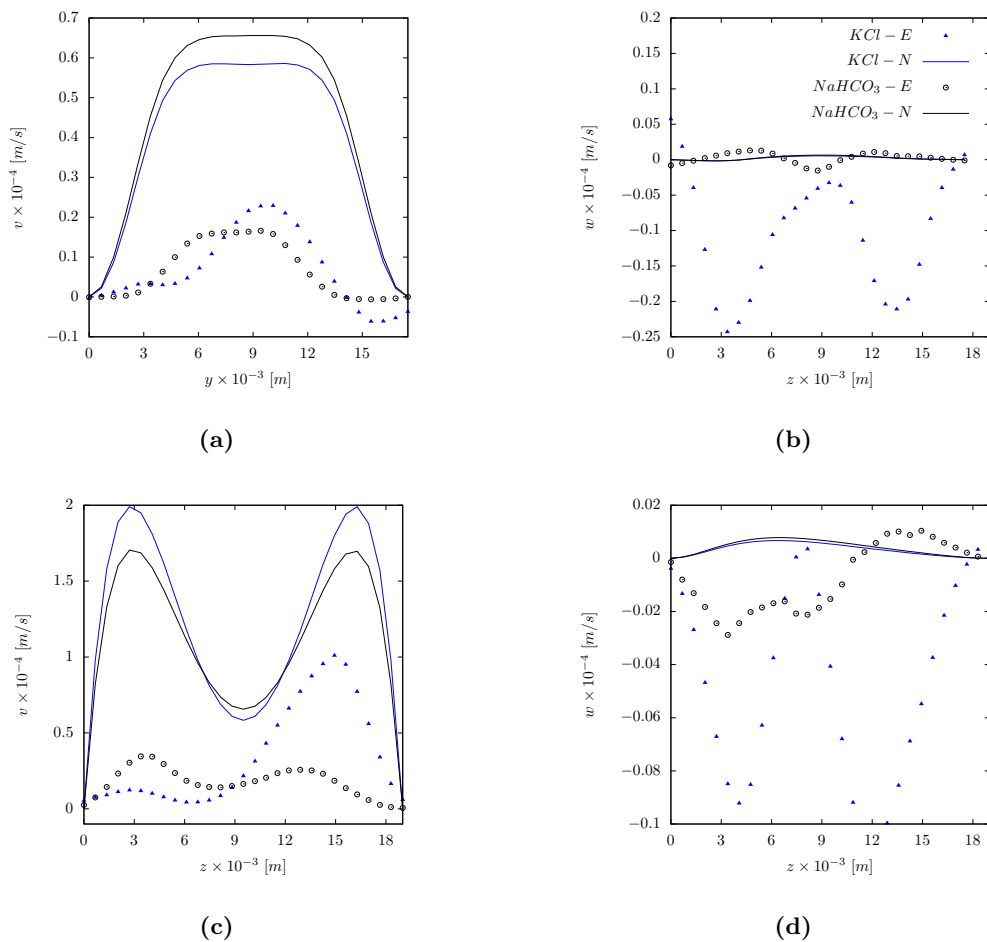 0.7
0.6
0.5
0.4
0.3
0.2
0.1
0
−0.1
v × 10−4 [m/s]
0 3 6 9 12 15
y × 10−3 [m]
(a)
0.2
0.15
0.1
0.05
0
−0.05
−0.1
−0.15
−0.2
−0.25
w × 10−4 [m/s]
KCl − E
KCl − N
NaHCO3 − E
NaHCO3 − N
0 3 6 9 12 15 18
z × 10−3 [m]
(b)
2
1.5
1
0.5
0
v × 10−4 [m/s]
0 3 6 9 12 15 18
z × 10−3 [m]
(c)
0.02
0
−0.02
−0.04
−0.06
−0.08
−0.1
w × 10−4 [m/s]
0 3 6 9 12 15 18
z × 10−3 [m]
(d)